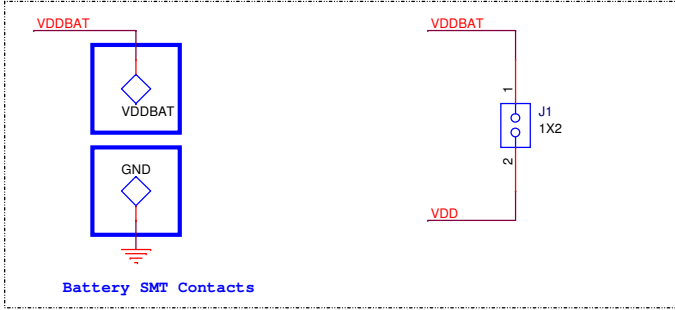 VDDBAT
VDDBAT
GND
Battery SMT Contacts
VDDBAT
1
J1
1X2
2
VDD